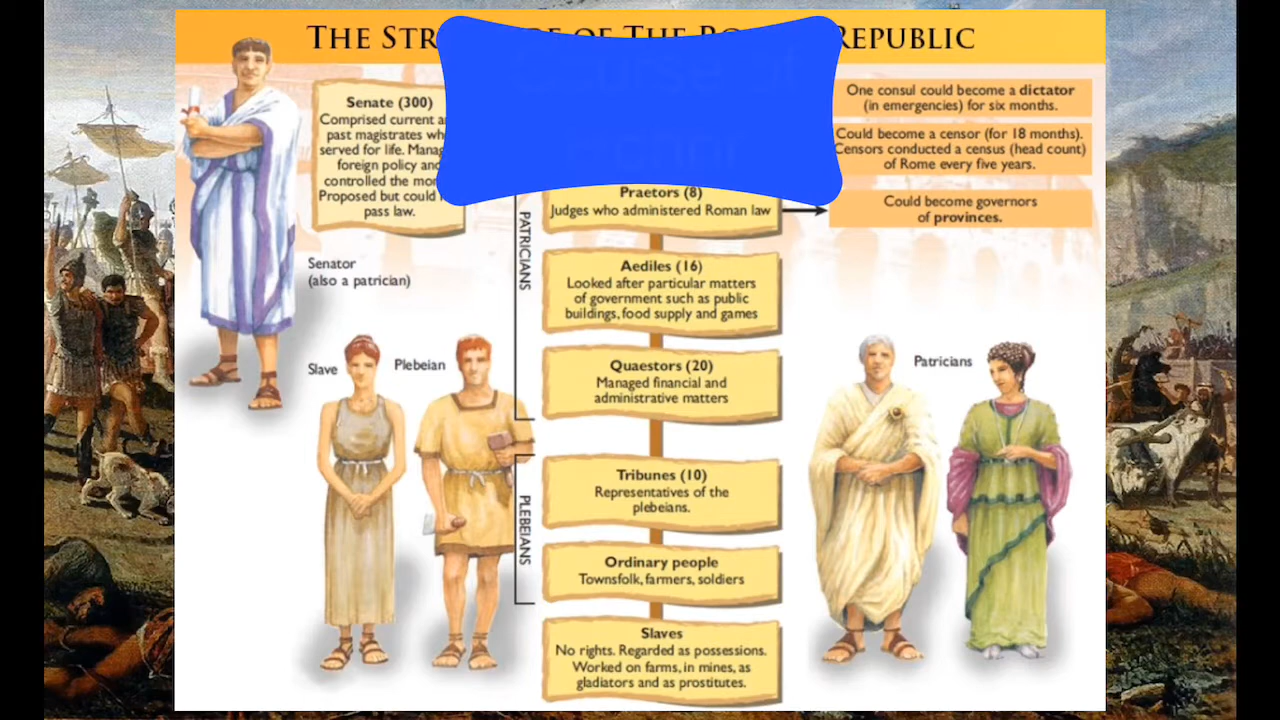 THE STR OF THE REPUBLIC
Senate (300)
Comprised current
past magistrates
served for life.
foreign policy and
controlled the
Proposed but could
pass law.
Senator
(also a patrician)
Slave
Plebeian
PATRICIANS
PLEBEIANS
Praetors (8)
Judges who administered Roman law
Aediles (16)
Looked after particular matters
of government such as public
buildings, food supply and games
Quaestors (20)
Managed financial and
administrative matters
Tribunes (10)
Representatives of the
plebeians.
Ordinary people
Townsfolk, farmers, soldiers
Slaves
No rights. Regarded as possessions.
Worked on farms, in mines, as
gladiators and as prostitutes.
One consul could become a dictator
(in emergencies) for six months.
Could become a censor (for 18 months).
Censors conducted a census (head count)
of Rome every five years.
Could become governors
of provinces.
Patricians